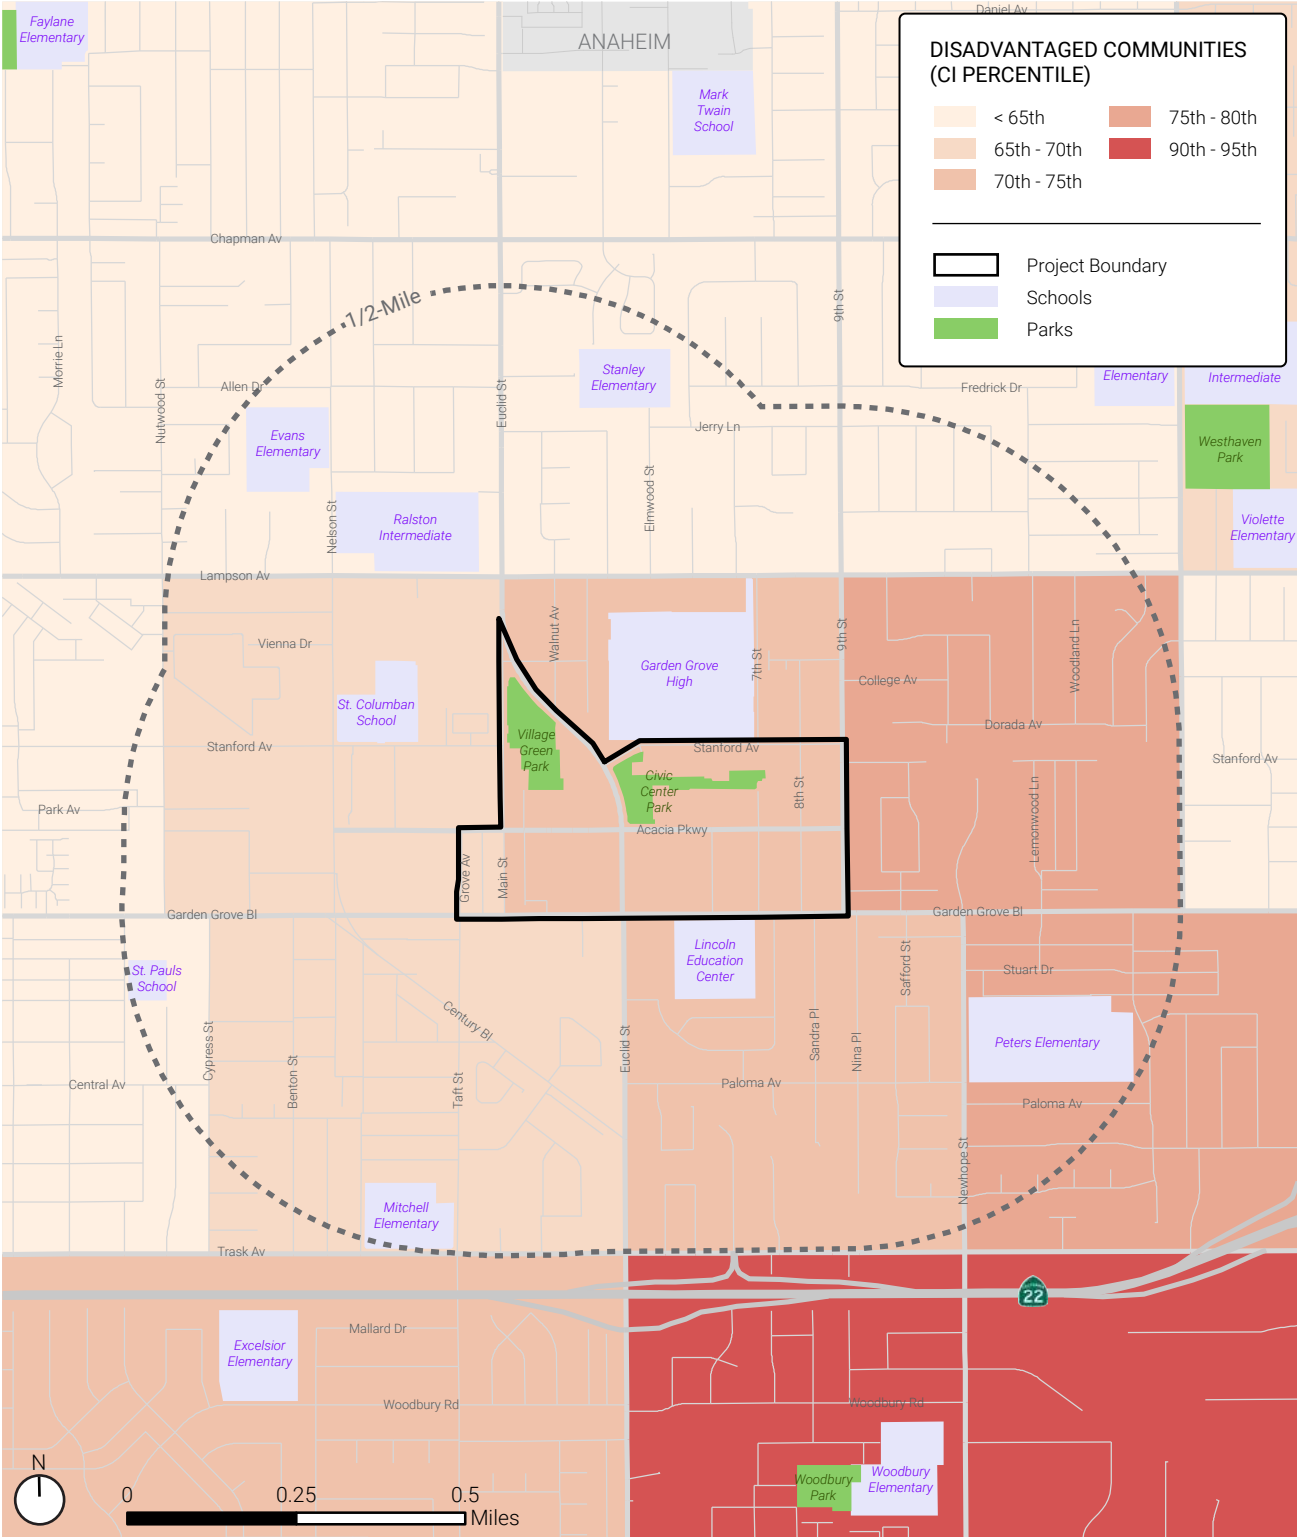 Faylane
Elementary
ANAHEIM
Daniel Av
DISADVANTAGED COMMUNITIES
(CI PERCENTILE)
< 65th
65th - 70th
70th - 75th
75th - 80th
90th - 95th
Project Boundary
Schools
Parks
Mark
Twain
School
Chapman Av
1/2-Mile
9th St
Morrie Ln
Nutwood St
Allen Dr
Euclid St
Stanley
Elementary
Fredrick Dr
Elementary
Intermediate
Jerry Ln
Evans
Elementary
Westhaven
Park
Elmwood St
Nelson St
Ralston
Intermediate
Violette
Elementary
Lampson Av
Vienna Dr
Walnut Av
Garden Grove
High
7th St
9th St
College Av
Woodland Ln
St. Columban
School
Dorada Av
Stanford Av
Village
Green
Park
Stanford Av
Stanford Av
Civic
Center
Park
8th St
Park Av
Acacia Pkwy
Lemonwood Ln
Grove Av
Main St
Garden Grove Bl
Garden Grove Bl
Lincoln
Education
Center
Safford St
Stuart Dr
St. Pauls
School
Century Bl
Cypress St
Euclid St
Sandra Pl
Nina Pl
Peters Elementary
Central Av
Benton St
Taft St
Paloma Av
Paloma Av
Newhope St
Mitchell
Elementary
Trask Av
22
Mallard Dr
Excelsior
Elementary
Woodbury Rd
Woodbury Rd
Woodbury
Park
Woodbury
Elementary
N
0 0.25 0.5
Miles